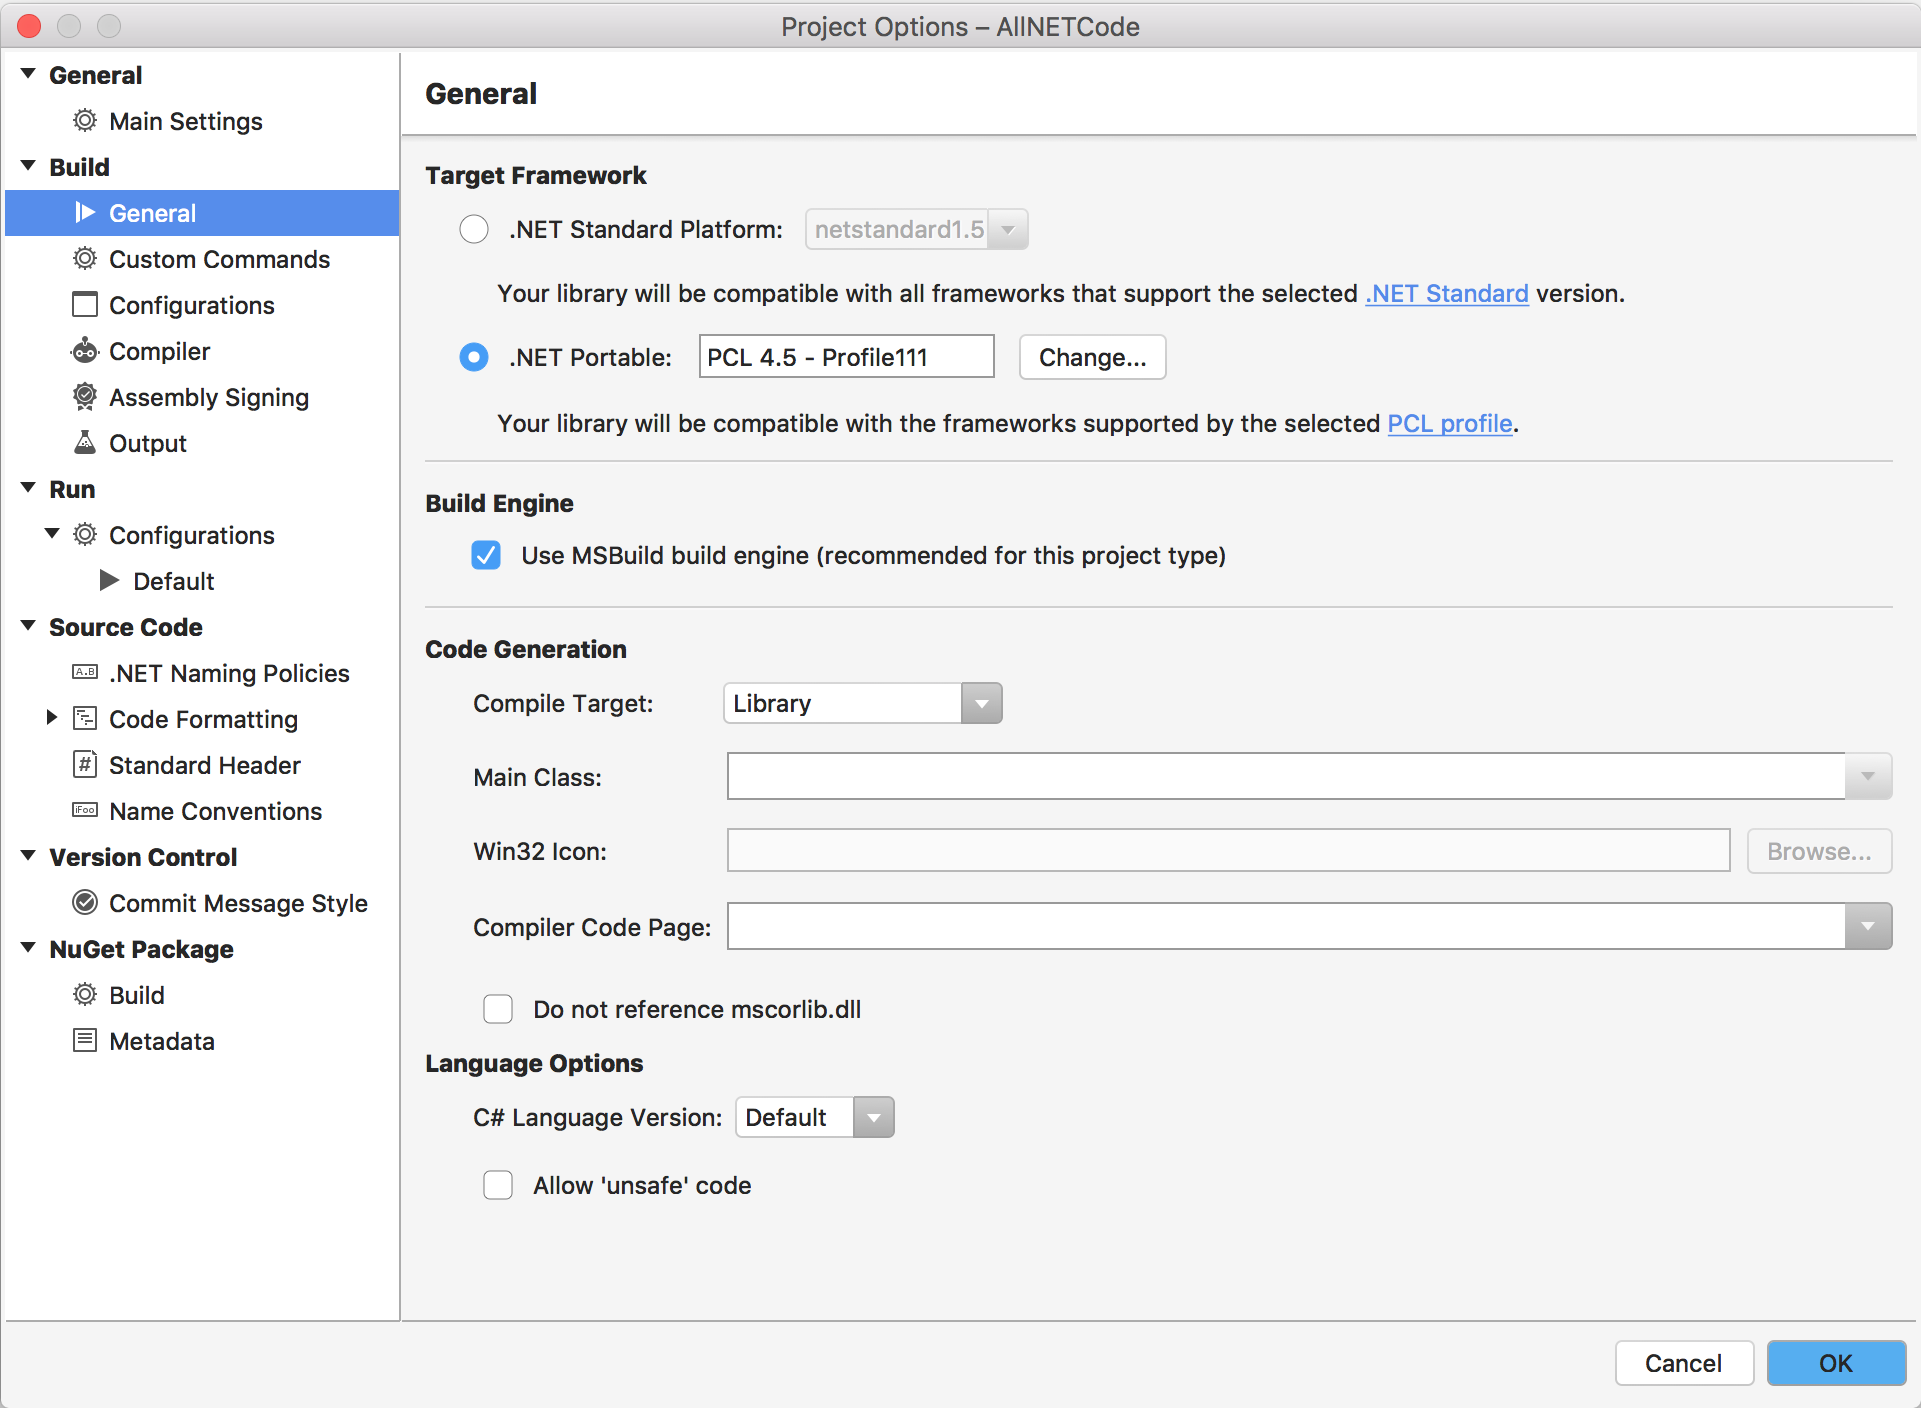 Project Options – AllNETCode
General
Main Settings
Build
General
Custom Commands
Configurations
Compiler
Assembly Signing
Output
Run
Configurations
Default
Source Code
A.B .NET Naming Policies
Code Formatting
# Standard Header
iFoo Name Conventions
Version Control
Commit Message Style
NuGet Package
Build
Metadata
General
Target Framework
.NET Standard Platform: netstandard1.5
Your library will be compatible with all frameworks that support the selected .NET Standard version.
.NET Portable: PCL 4.5 - Profile111 Change...
Your library will be compatible with the frameworks supported by the selected PCL profile.
Build Engine
Use MSBuild build engine (recommended for this project type)
Code Generation
Compile Target: Library
Main Class:
Win32 Icon: Browse...
Compiler Code Page:
Do not reference mscorlib.dll
Language Options
C# Language Version: Default
Allow 'unsafe' code
Cancel OK